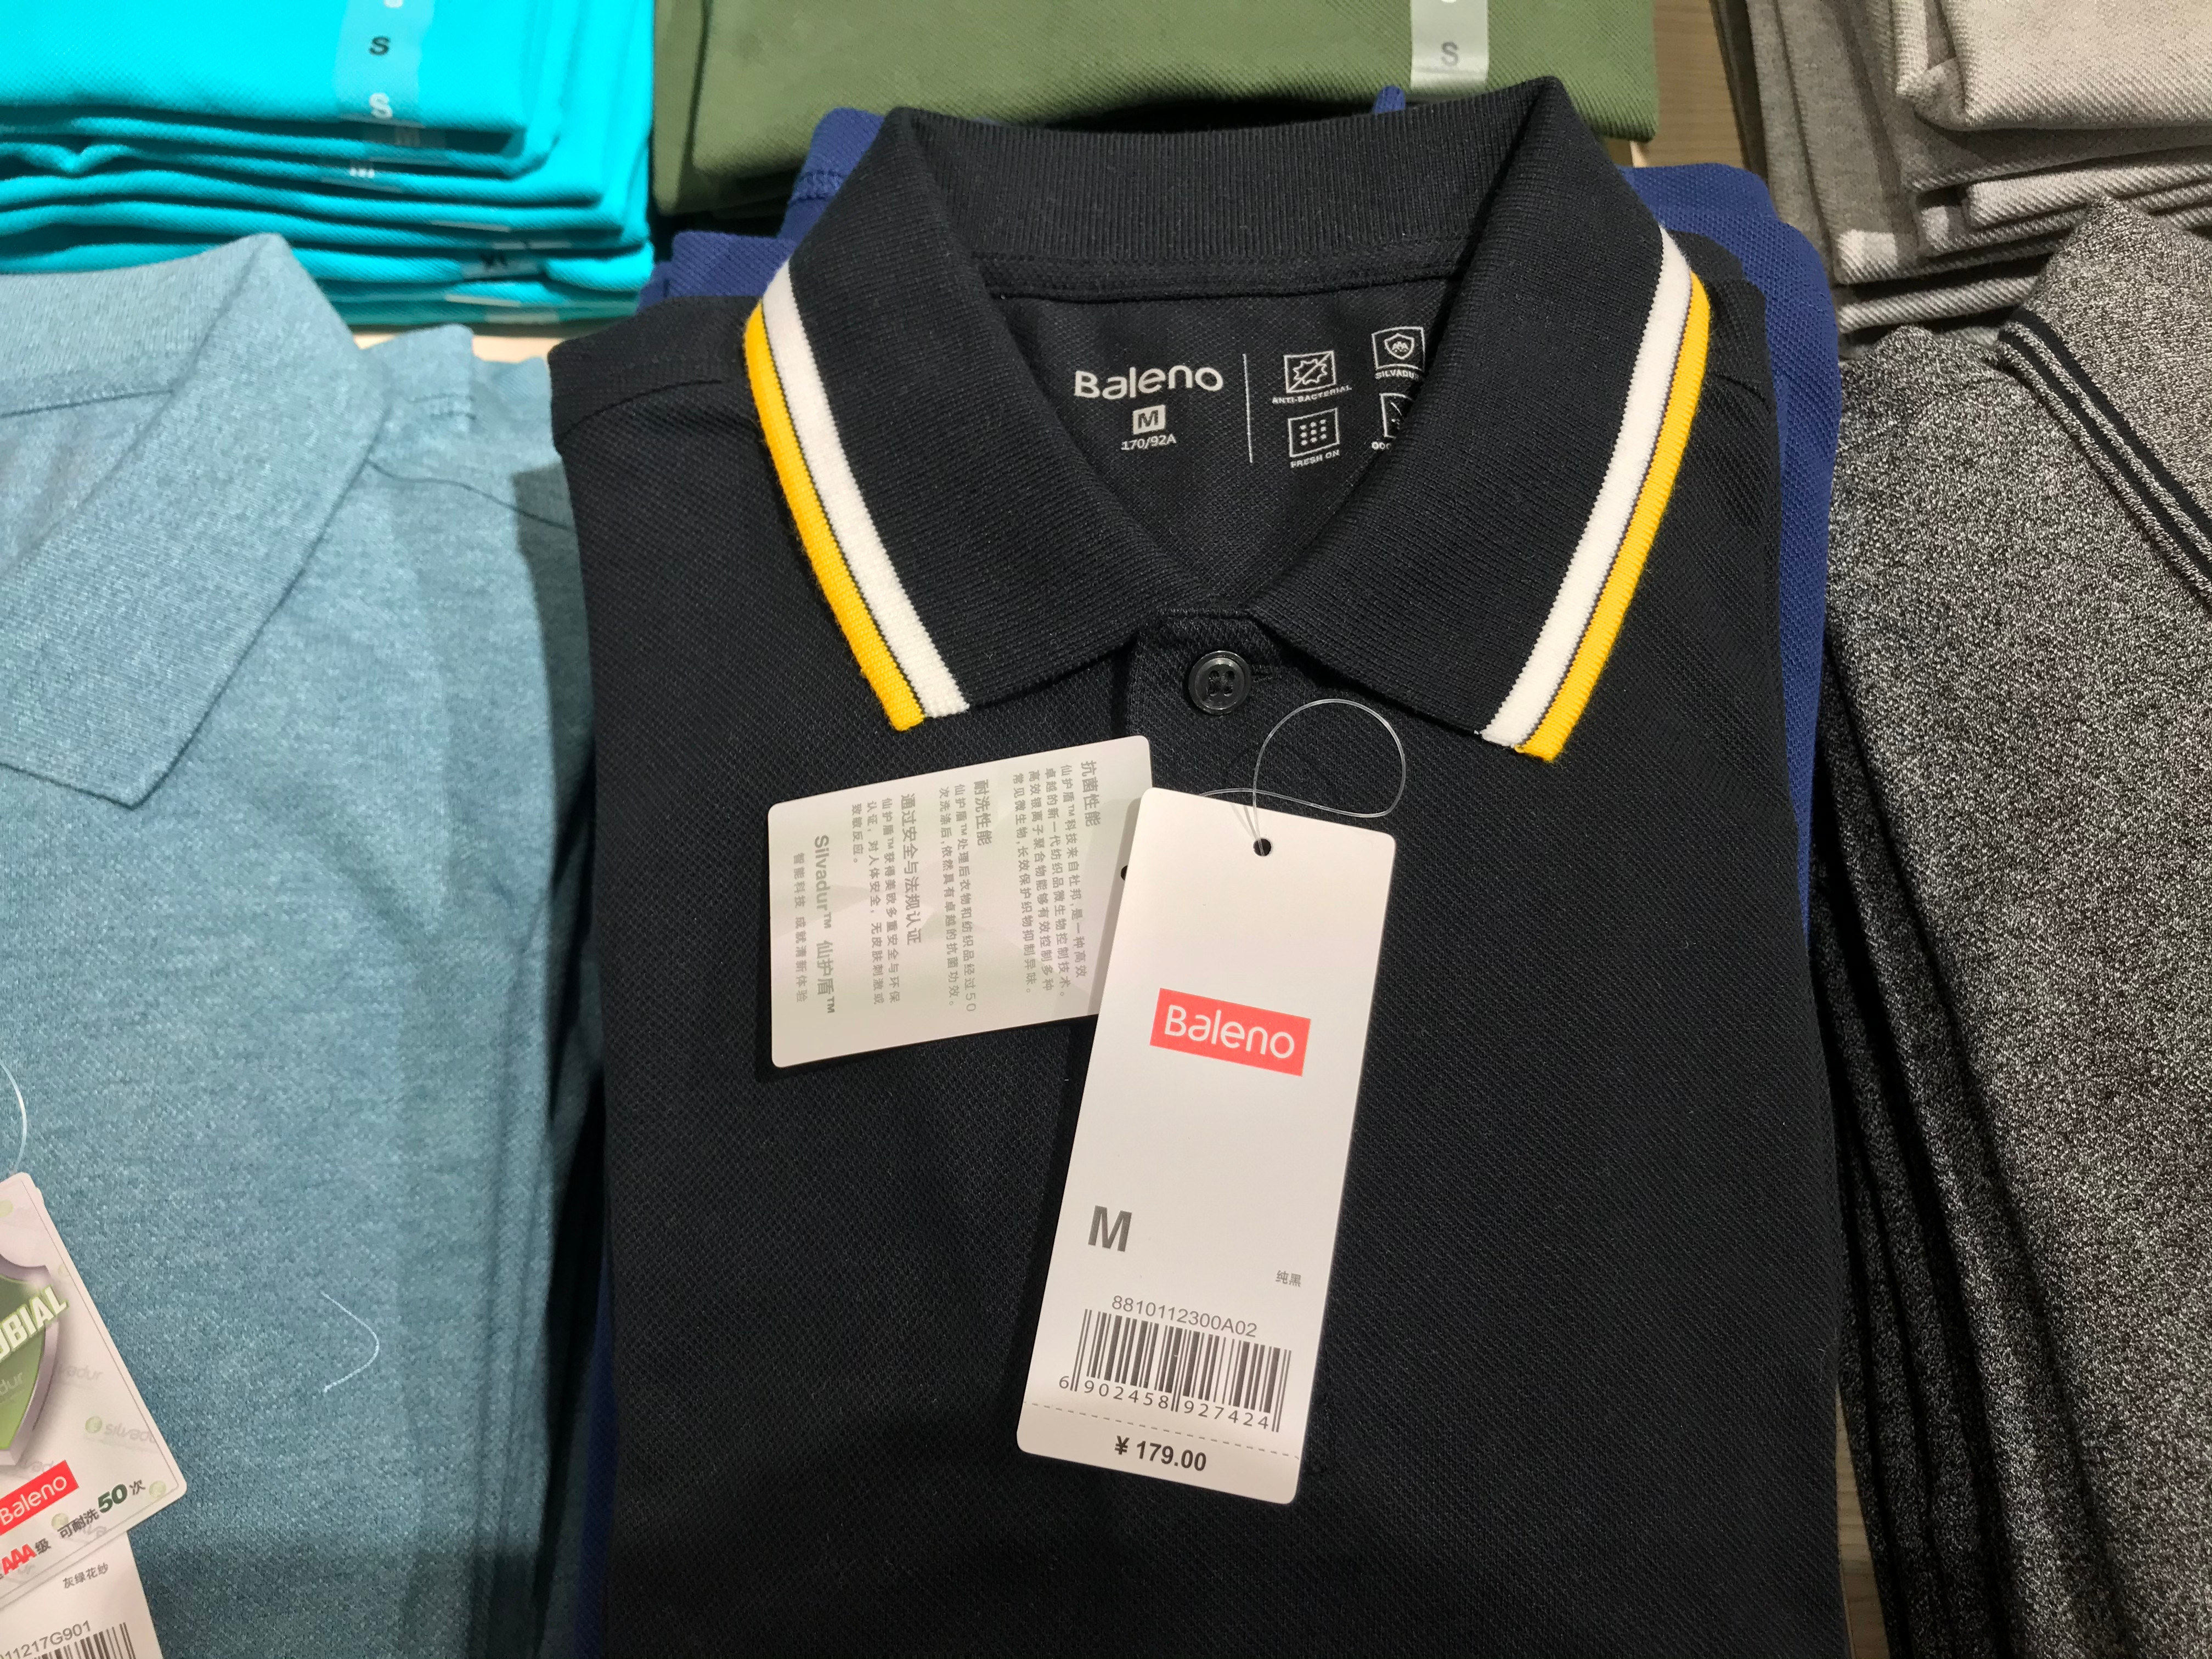 S
S
S
Baleno
M
170/92A
ANTI-BACTERIAL
FRESH ON
抗菌性能
仙护盾™科技来自杜邦,是一种高效
卓越的新一代纺织品微生物控制技术。
高效银离子聚合物能够有效控制多种
常见微生物,长效保护织物抑制异味。
耐洗性能
仙护盾™处理后衣物和纺织品经过50
次洗涤后,依然具有卓越的抗菌功效。
通过安全与法规认证
仙护盾™获得美欧多重安全与环保
认证,对人体安全,无皮肤刺激或
致敏反应。
Silvadur™ 仙护盾™
智能科技 成就清新体验
Baleno
M
纯黑
8810112300A02
6 902458 927424
¥ 179.00
silvadur
Baleno
AAA级 可耐洗50次
灰绿花纱
11217G901